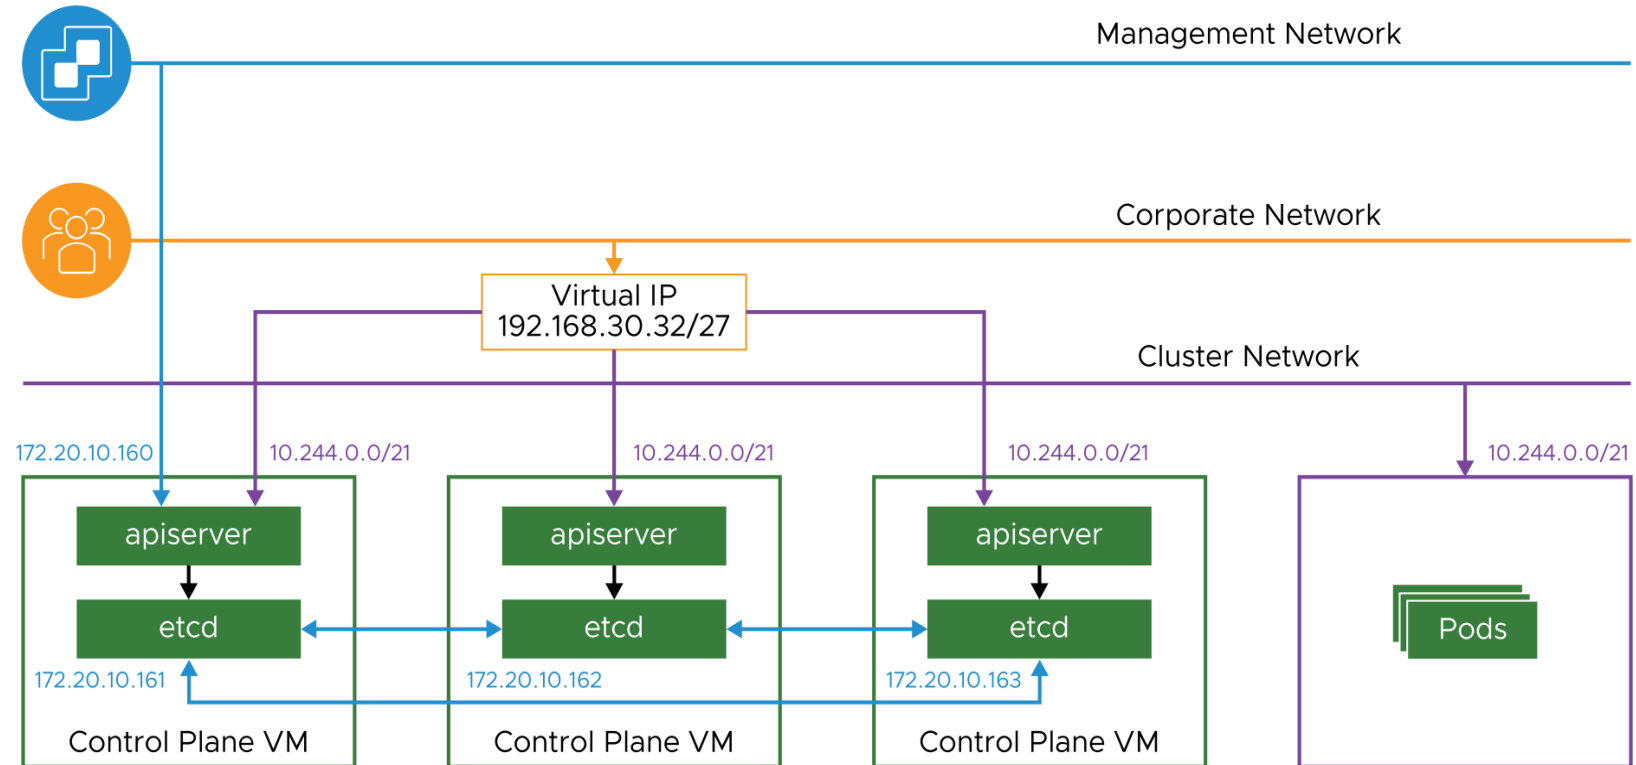 Management Network
Corporate Network
Virtual IP
192.168.30.32/27
Cluster Network
172.20.10.160
10.244.0.0/21
10.244.0.0/21
10.244.0.0/21
10.244.0.0/21
apiserver
apiserver
apiserver
etcd
etcd
etcd
Pods
172.20.10.161
172.20.10.162
172.20.10.163
Control Plane VM
Control Plane VM
Control Plane VM